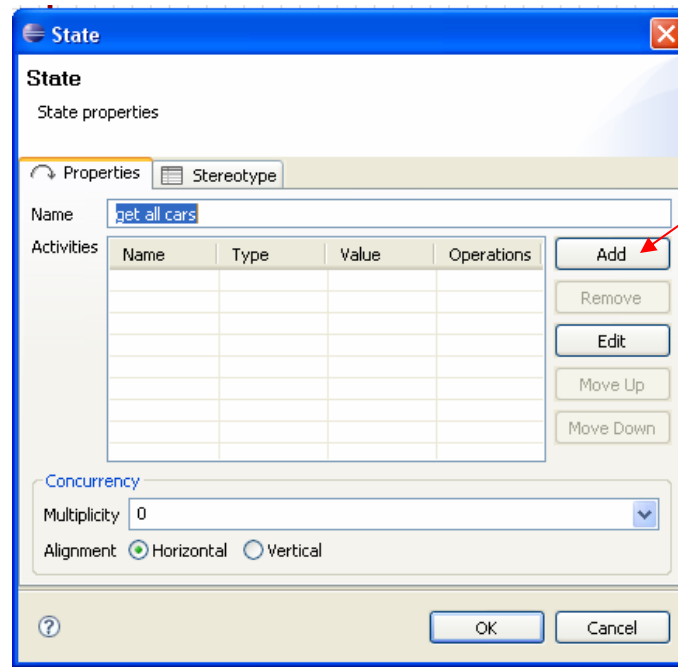 State
State
State properties
Properties Stereotype
Name get all cars
Activities Name Type Value Operations Add
Remove
Edit
Move Up
Move Down
Concurrency
Multiplicity 0
Alignment Horizontal Vertical
? OK Cancel